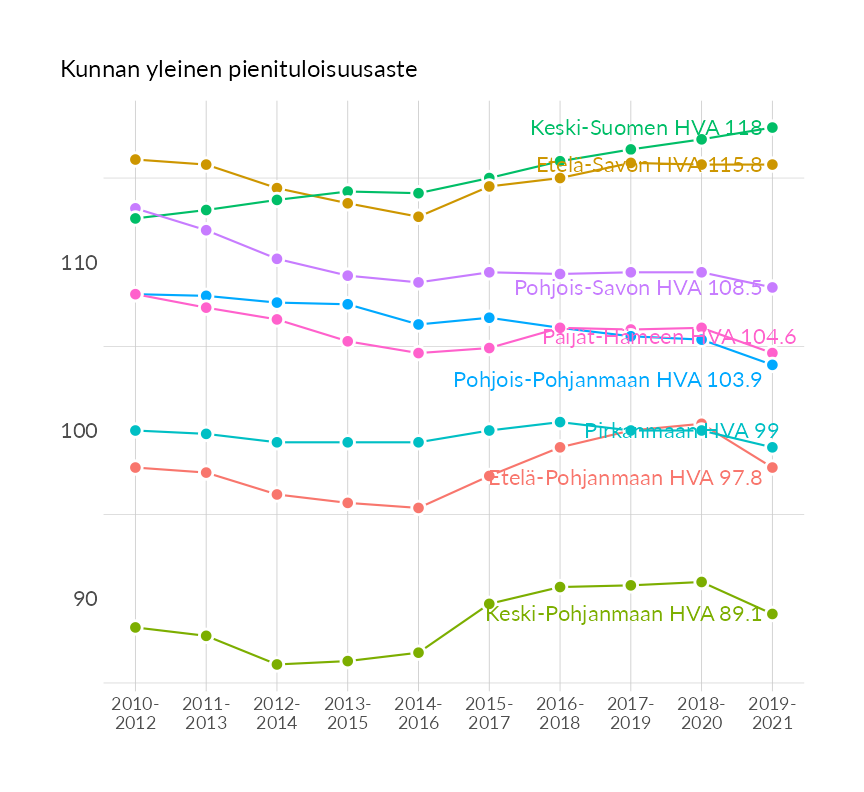 Kunnan yleinen pienituloisuusaste
Keski-Suomen HVA 118
Etelä-Savon HVA 115.8
110
Pohjois-Savon HVA 108.5
Päijät-Hämeen HVA 104.6
Pohjois-Pohjanmaan HVA 103.9
100
Pirkanmaan HVA 99
Etelä-Pohjanmaan HVA 97.8
90
Keski-Pohjanmaan HVA 89.1
2010- 2011- 2012- 2013- 2014- 2015- 2016- 2017- 2018- 2019-
2012 2013 2014 2015 2016 2017 2018 2019 2020 2021